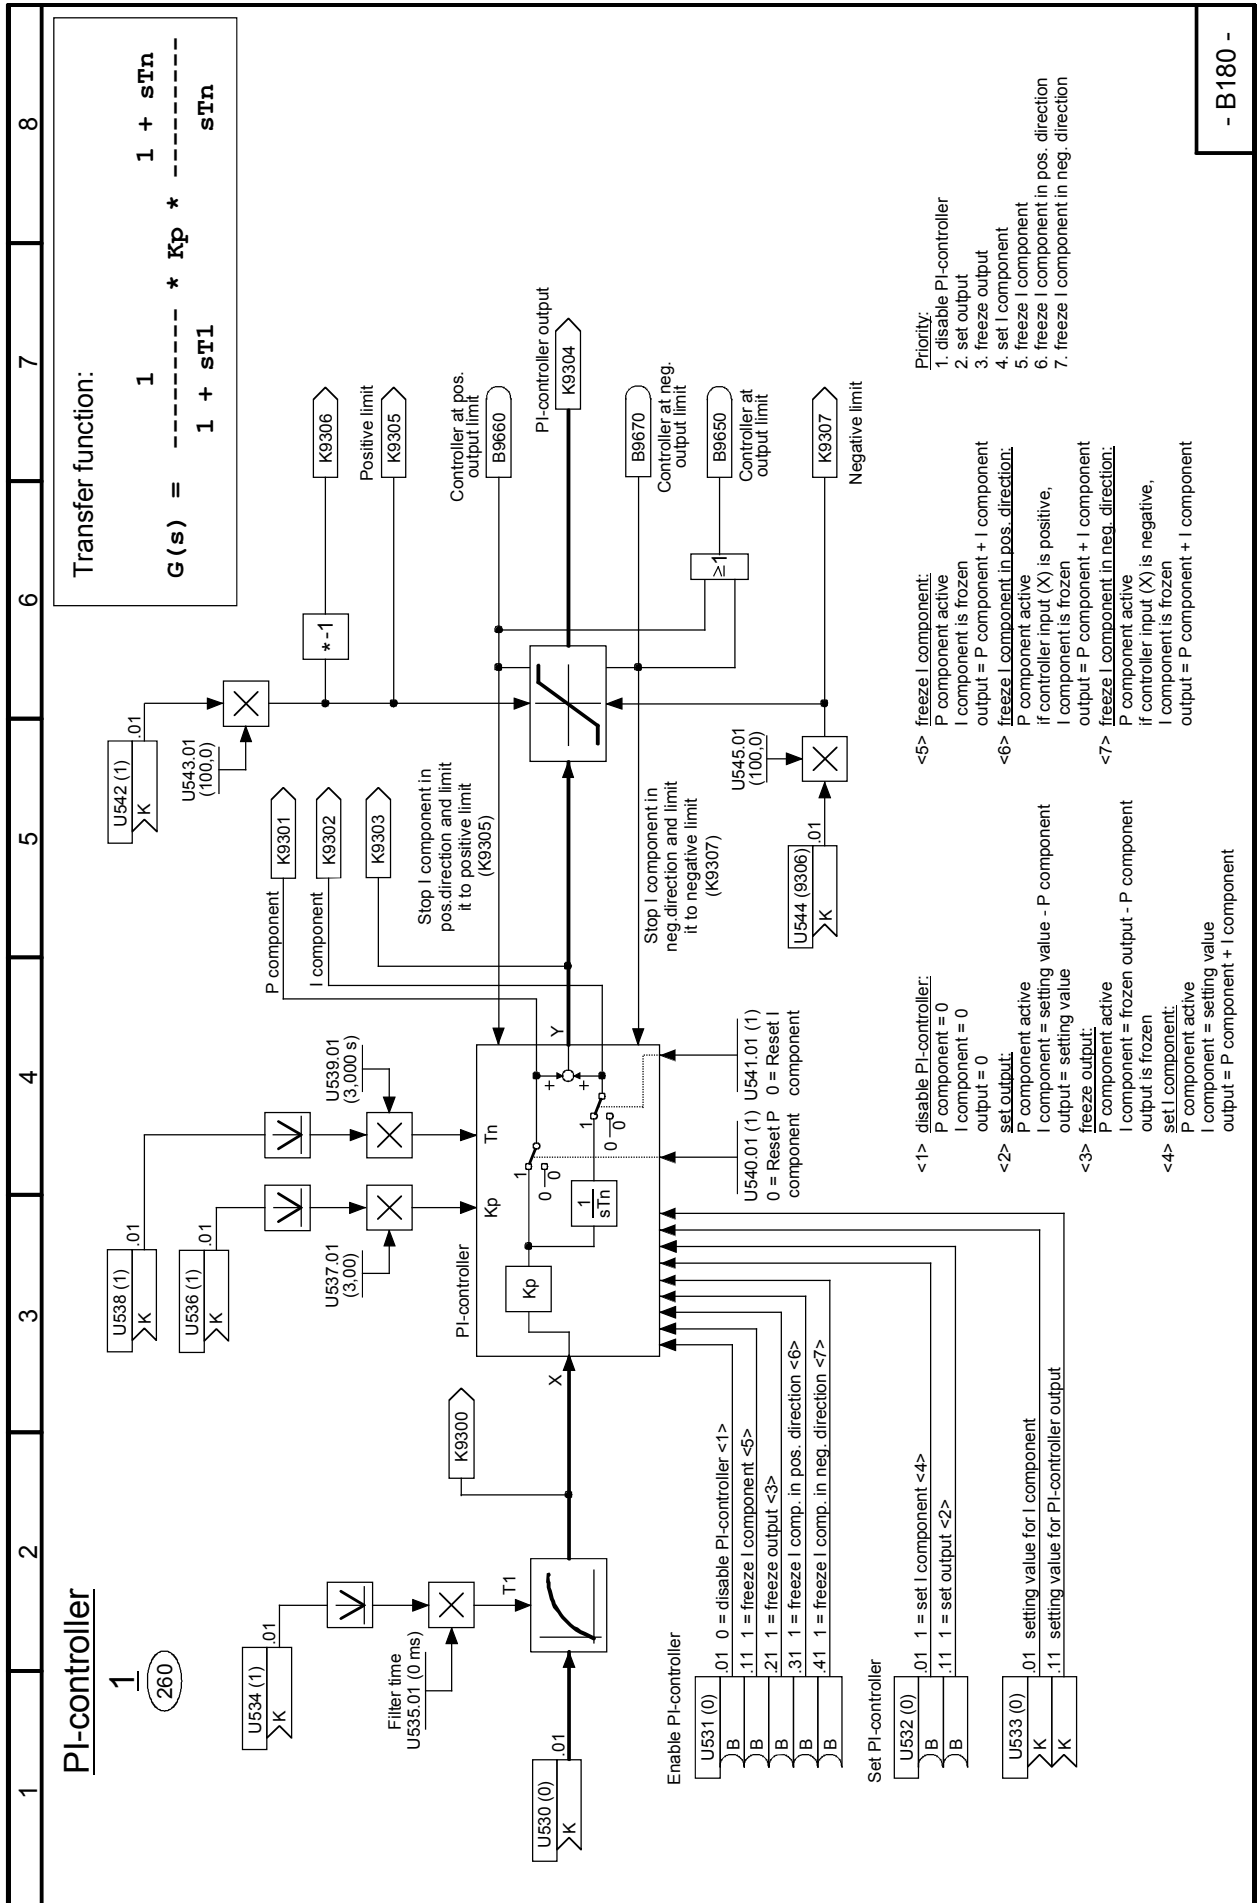 1 2 3 4 5 6 7 8
PI-controller
1
260
Transfer function:
1 1 + sTn
G(s) = -------- * Kp * ----------
1 + sT1 sTn
U534 (1)
K
.01
Filter time
U535.01 (0 ms)
T1
U530 (0)
K
.01
K9300
X
U538 (1)
K
.01
U536 (1)
K
.01
U537.01
(3,00)
U539.01
(3,000 s)
PI-controller
Kp
Tn
Kp
1
sTn
1
0
0
1
0
0
+
+
Y
U540.01 (1)
0 = Reset P
component
U541.01 (1)
0 = Reset I
component
P component
K9301
I component
K9302
K9303
Stop I component in
pos.direction and limit
it to positive limit
(K9305)
Stop I component in
neg.direction and limit
it to negative limit
(K9307)
U542 (1)
K
.01
U543.01
(100,0)
U545.01
(100,0)
U544 (9306)
K
.01
*-1
K9306
Positive limit
K9305
Controller at pos.
output limit
B9660
PI-controller output
K9304
B9670
Controller at neg.
output limit
≥1
B9650
Controller at
output limit
K9307
Negative limit
Enable PI-controller
U531 (0)
B .01 0 = disable PI-controller <1>
B .11 1 = freeze I component <5>
B .21 1 = freeze output <3>
B .31 1 = freeze I comp. in pos. direction <6>
B .41 1 = freeze I comp. in neg. direction <7>
Set PI-controller
U532 (0)
B .01 1 = set I component <4>
B .11 1 = set output <2>
U533 (0)
K .01 setting value for I component
K .11 setting value for PI-controller output
<1> disable PI-controller:
P component = 0
I component = 0
output = 0
<2> set output:
P component active
I component = setting value - P component
output = setting value
<3> freeze output:
P component active
I component = frozen output - P component
output is frozen
<4> set I component:
P component active
I component = setting value
output = P component + I component
<5> freeze I component:
P component active
I component is frozen
output = P component + I component
<6> freeze I component in pos. direction:
P component active
if controller input (X) is positive,
I component is frozen
output = P component + I component
<7> freeze I component in neg. direction:
P component active
if controller input (X) is negative,
I component is frozen
output = P component + I component
Priority:
1. disable PI-controller
2. set output
3. freeze output
4. set I component
5. freeze I component
6. freeze I component in pos. direction
7. freeze I component in neg. direction
- B180 -